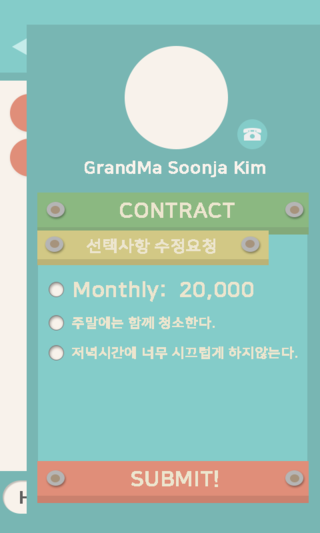 GrandMa Soonja Kim
CONTRACT
선택사항 수정요청
Monthly: 20,000
주말에는 함께 청소한다.
저녁시간에 너무 시끄럽게 하지않는다.
SUBMIT!